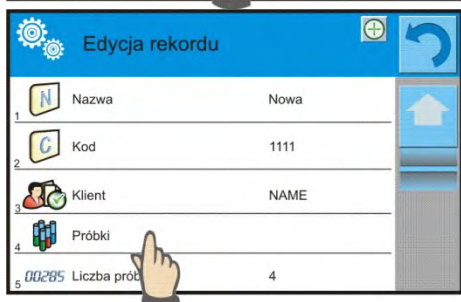 Edycja rekordu
1 N Nazwa Nowa
2 C Kod 1111
3 Klient NAME
4 Próbki
5 00285 Liczba prób 4